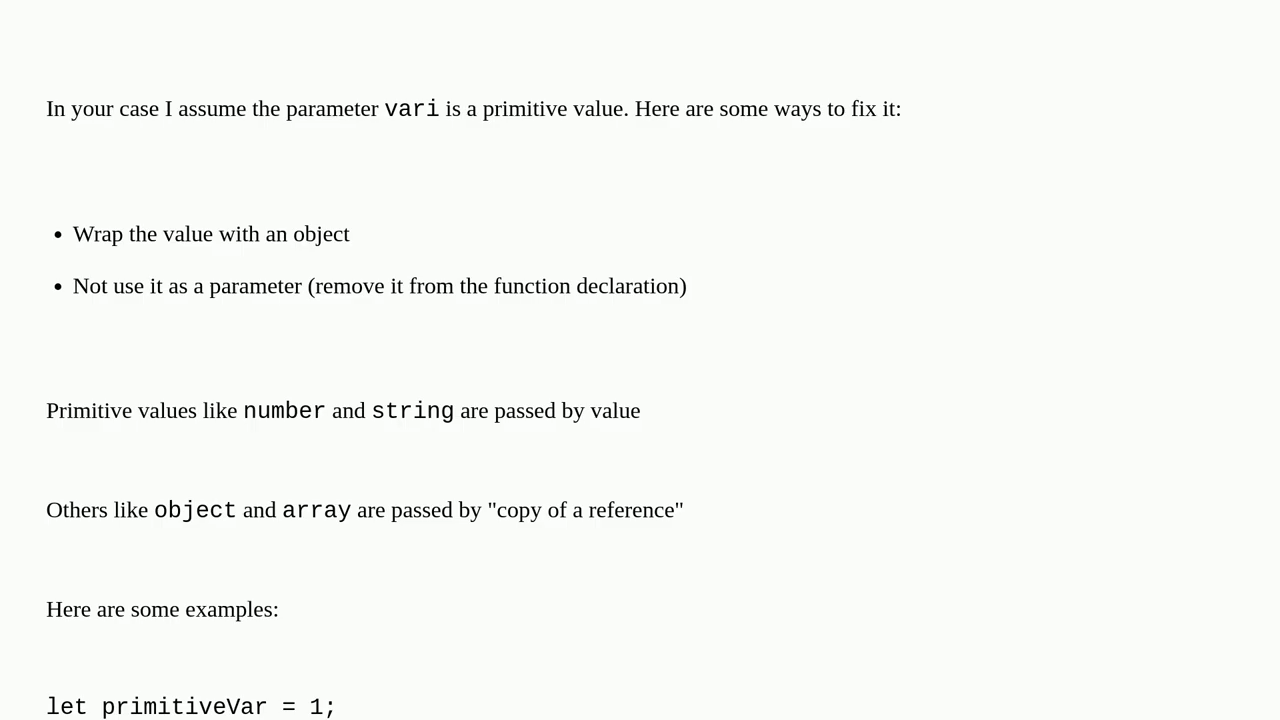 In your case I assume the parameter vari is a primitive value. Here are some ways to fix it:
• Wrap the value with an object
• Not use it as a parameter (remove it from the function declaration)
Primitive values like number and string are passed by value
Others like object and array are passed by "copy of a reference"
Here are some examples:
let primitiveVar = 1;